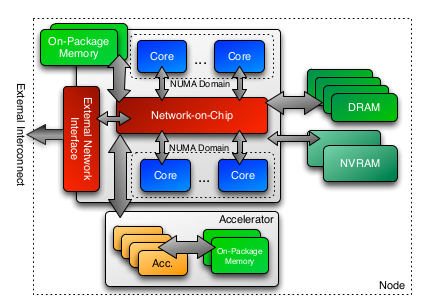 On-Package
Memory
Core
...
Core
NUMA Domain
Network-on-Chip
DRAM
External Interconnect
External Network
Interface
NUMA Domain
Core
...
Core
NVRAM
Accelerator
Acc.
On-Package
Memory
Node